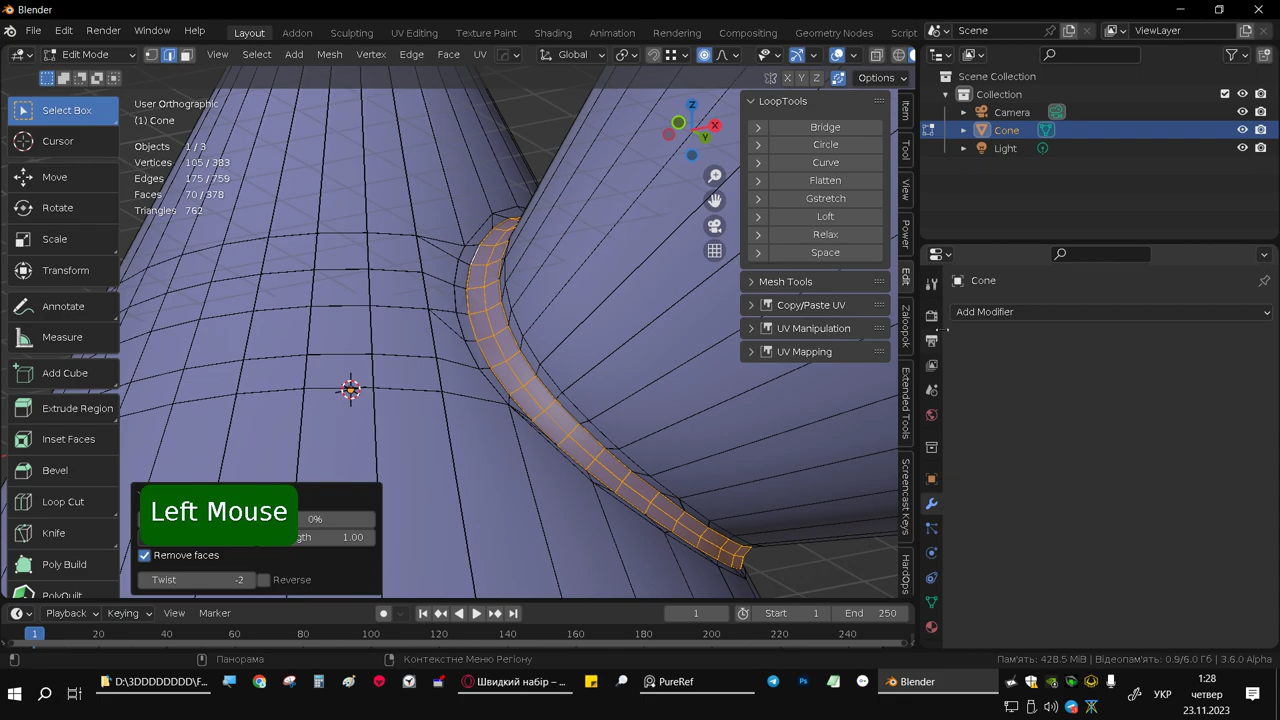 Blender
File Edit Render Window Help Layout Addon Sculpting UV Editing Texture Paint Shading Animation Rendering Compositing Geometry Nodes Script Scene ViewLayer
Edit Mode View Select Add Mesh Vertex Edge Face UV Global
X Y Z Options
Select Box
Cursor
Move
Rotate
Scale
Transform
Annotate
Measure
Add Cube
Extrude Region
Inset Faces
Bevel
Loop Cut
Knife
Poly Build
PolyQuilt
User Orthographic
(1) Cone
Objects 1 / 3
Vertices 105 / 383
Edges 175 / 759
Faces 70 / 378
Triangles 762
Z
X
Y
LoopTools
Bridge
Circle
Curve
Flatten
Gstretch
Loft
Relax
Space
Mesh Tools
Copy/Paste UV
UV Manipulation
UV Mapping
Item
Tool
View
Power
Edit
Zaloopok
Extended Tools
Screencast Keys
HardOps
Scene Collection
Collection
Camera
Cone
Light
Cone
Add Modifier
Left Mouse
0%
ngth 1.00
Remove faces
Twist -2 Reverse
Playback Keying View Marker 1 Start 1 End 250
1 20 40 60 80 100 120 140 160 180 200 220 240
Панорама Контекстне Меню Регіону Пам'ять: 428.5 MiB | Відеопам'ять: 0.9/6.0 Гб | 3.6.0 Alpha
D:\3DDDDDDDD\F... Швидкий набір – ... PureRef Blender
УКР
1:28
четвер
23.11.2023